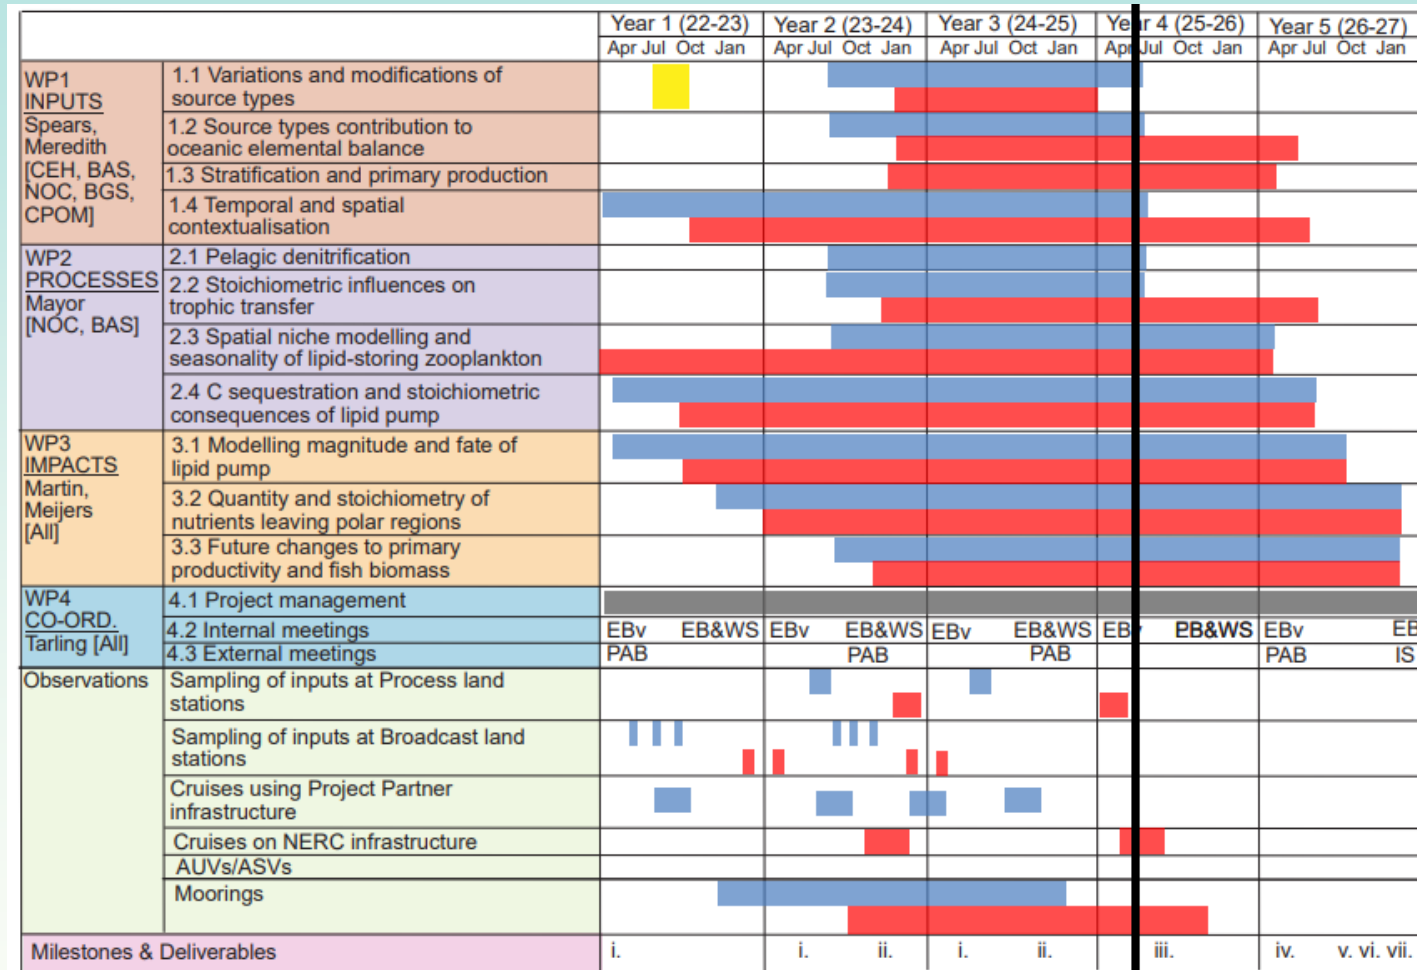 Year 1 (22-23) Year 2 (23-24) Year 3 (24-25) Year 4 (25-26) Year 5 (26-27)
Apr Jul Oct Jan Apr Jul Oct Jan Apr Jul Oct Jan Apr Jul Oct Jan Apr Jul Oct Jan
WP1
INPUTS
Spears,
Meredith
[CEH, BAS,
NOC, BGS,
CPOM]
1.1 Variations and modifications of
source types
1.2 Source types contribution to
oceanic elemental balance
1.3 Stratification and primary production
1.4 Temporal and spatial
contextualisation
WP2
PROCESSES
Mayor
[NOC, BAS]
2.1 Pelagic denitrification
2.2 Stoichiometric influences on
trophic transfer
2.3 Spatial niche modelling and
seasonality of lipid-storing zooplankton
2.4 C sequestration and stoichiometric
consequences of lipid pump
WP3
IMPACTS
Martin,
Meijers
[All]
3.1 Modelling magnitude and fate of
lipid pump
3.2 Quantity and stoichiometry of
nutrients leaving polar regions
3.3 Future changes to primary
productivity and fish biomass
WP4
CO-ORD.
Tarling [All]
4.1 Project management
4.2 Internal meetings EBv EB&WS EBv EB&WS EBv EB&WS EB EBv EB
4.3 External meetings PAB PAB PAB PAB IS
Observations
Sampling of inputs at Process land
stations
Sampling of inputs at Broadcast land
stations
Cruises using Project Partner
infrastructure
Cruises on NERC infrastructure
AUVs/ASVs
Moorings
Milestones & Deliverables i. i. ii. i. ii. iii. iv. v. vi. vii.